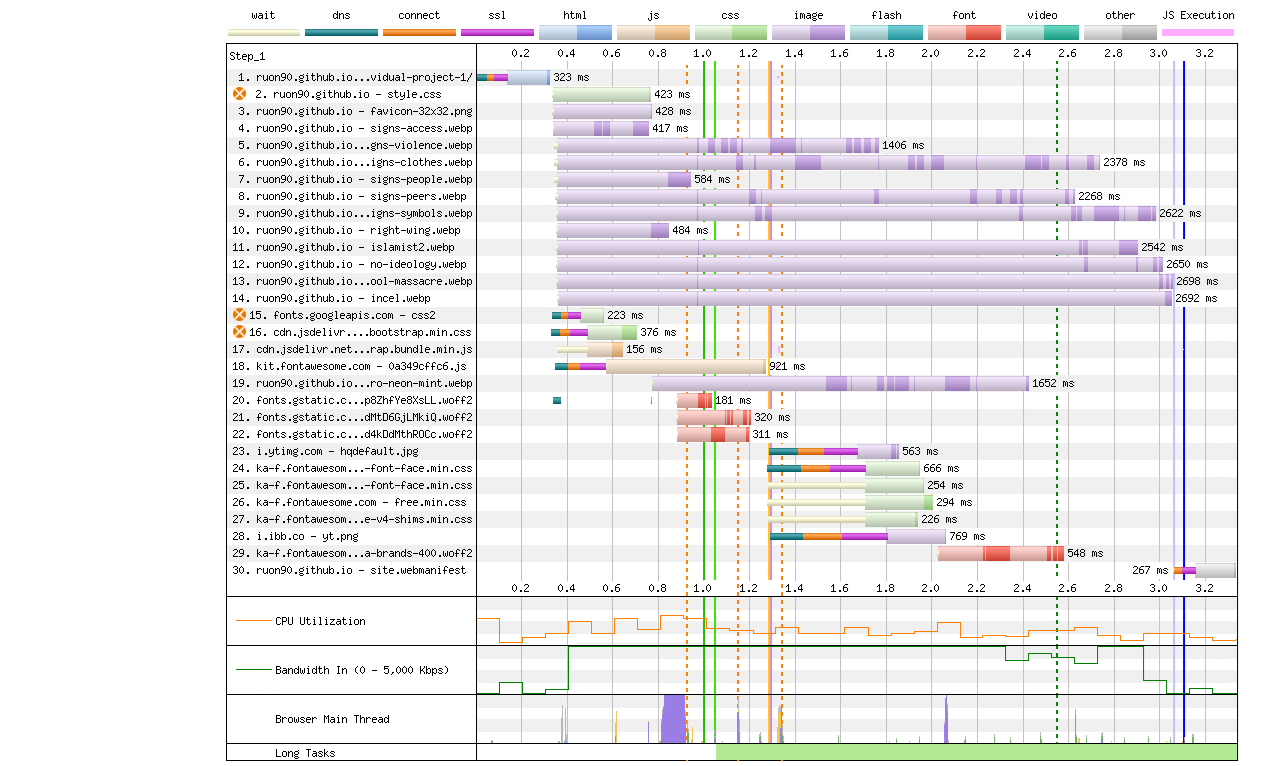 wait dns connect ssl html js css image flash font video other JS Execution
Step_1
0.2 0.4 0.6 0.8 1.0 1.2 1.4 1.6 1.8 2.0 2.2 2.4 2.6 2.8 3.0 3.2
1. ruon90.github.io...vidual-project-1/ 323 ms
2. ruon90.github.io - style.css 423 ms
3. ruon90.github.io - favicon-32x32.png 428 ms
4. ruon90.github.io - signs-access.webp 417 ms
5. ruon90.github.io...gns-violence.webp 1406 ms
6. ruon90.github.io...igns-clothes.webp 2378 ms
7. ruon90.github.io - signs-people.webp 584 ms
8. ruon90.github.io - signs-peers.webp 2268 ms
9. ruon90.github.io...igns-symbols.webp 2622 ms
10. ruon90.github.io - right-wing.webp 484 ms
11. ruon90.github.io - islamist2.webp 2542 ms
12. ruon90.github.io - no-ideology.webp 2650 ms
13. ruon90.github.io...ool-massacre.webp 2698 ms
14. ruon90.github.io - incel.webp 2692 ms
15. fonts.googleapis.com - css2 223 ms
16. cdn.jsdelivr....bootstrap.min.css 376 ms
17. cdn.jsdelivr.net...rap.bundle.min.js 156 ms
18. kit.fontawesome.com - 0a349cffc6.js 921 ms
19. ruon90.github.io...ro-neon-mint.webp 1652 ms
20. fonts.gstatic.c...p8ZhfYe8XsLL.woff2 181 ms
21. fonts.gstatic.c...dMtD6GjLMkiQ.woff2 320 ms
22. fonts.gstatic.c...d4kDdMthROCc.woff2 311 ms
23. i.ytimg.com - hqdefault.jpg 563 ms
24. ka-f.fontawesom...-font-face.min.css 666 ms
25. ka-f.fontawesom...-font-face.min.css 254 ms
26. ka-f.fontawesome.com - free.min.css 294 ms
27. ka-f.fontawesom...e-v4-shims.min.css 226 ms
28. i.ibb.co - yt.png 769 ms
29. ka-f.fontawesom...a-brands-400.woff2 548 ms
30. ruon90.github.io - site.webmanifest 267 ms
0.2 0.4 0.6 0.8 1.0 1.2 1.4 1.6 1.8 2.0 2.2 2.4 2.6 2.8 3.0 3.2
CPU Utilization
Bandwidth In (0 - 5,000 Kbps)
Browser Main Thread
Long Tasks